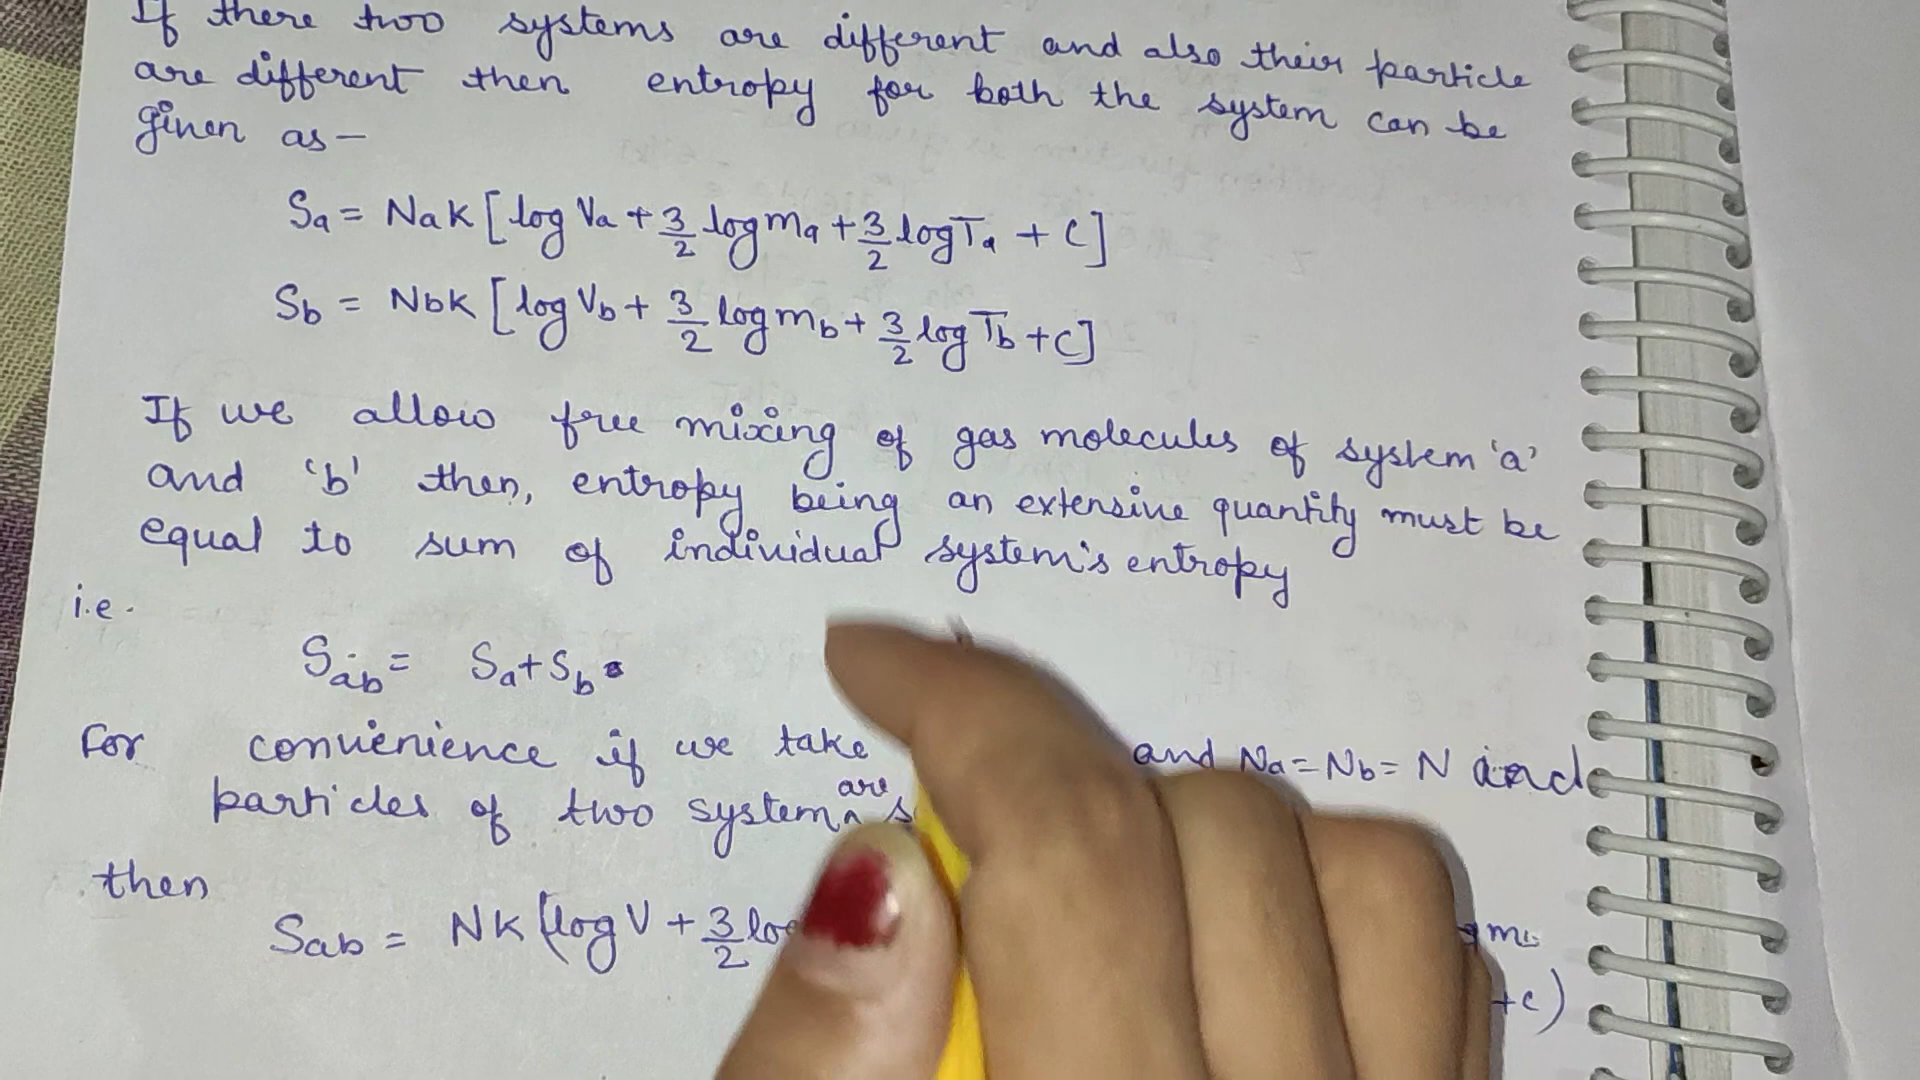 If there two systems are different and also their particle
are different then entropy for both the system can be
given as —
Sa = NaK [log Va + 3/2 log ma + 3/2 log Ta + C]
Sb = NbK [log Vb + 3/2 log mb + 3/2 log Tb + C]
If we allow free mixing of gas molecules of system 'a'
and 'b' then, entropy being an extensive quantity must be
equal to sum of individual system's entropy
i.e.
Sab = Sa + Sb
For convenience if we take and Na = Nb = N and
particles of two system are
then
Sab = NK (log V + 3/2
+c)